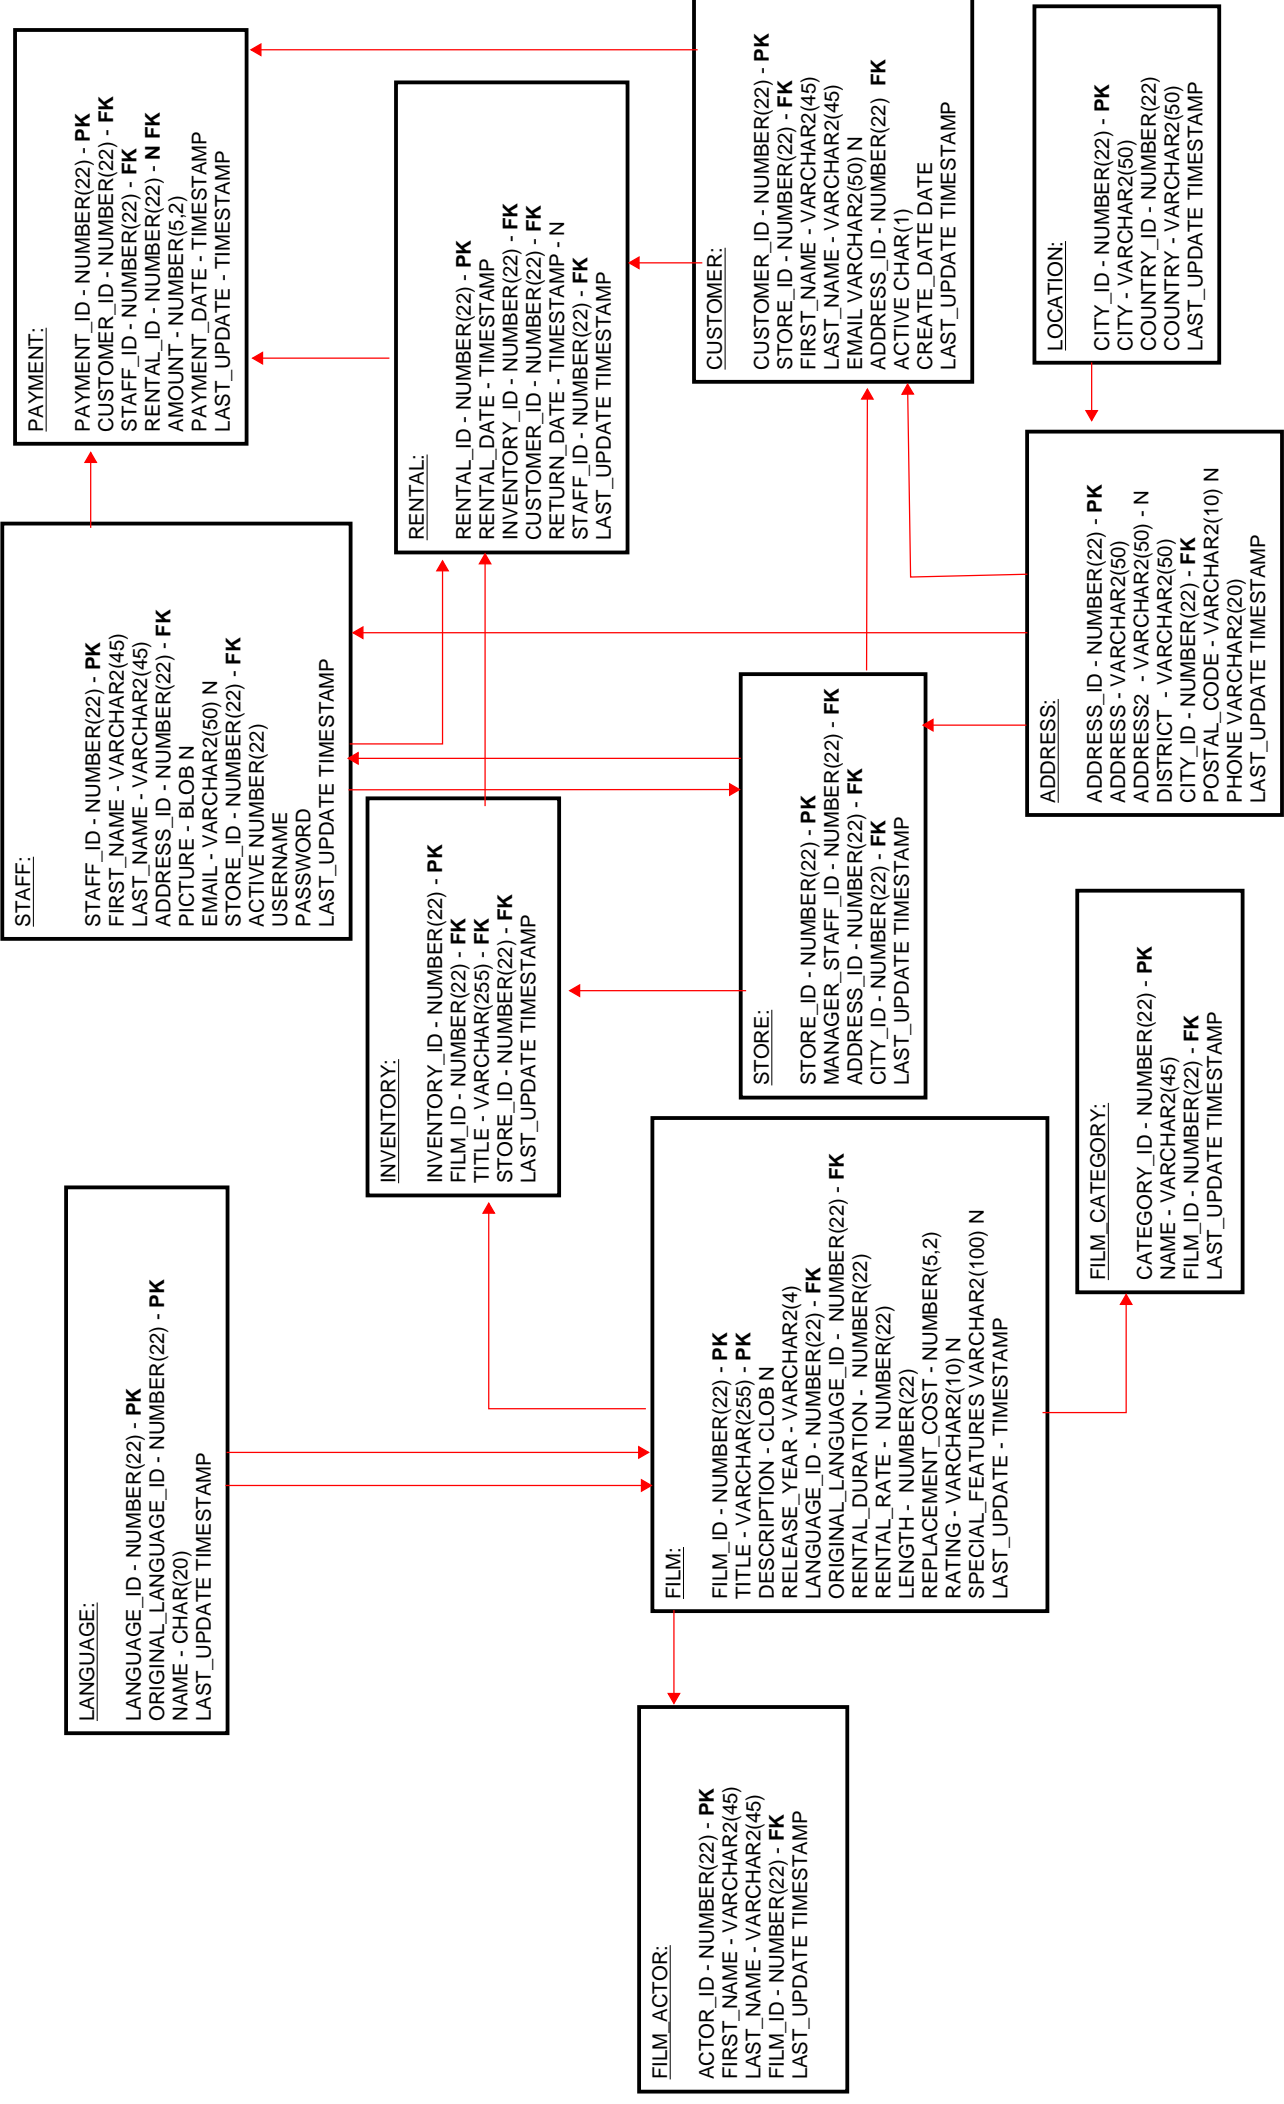 LANGUAGE:
LANGUAGE_ID - NUMBER(22) - PK
ORIGINAL_LANGUAGE_ID - NUMBER(22) - PK
NAME - CHAR(20)
LAST_UPDATE TIMESTAMP
STAFF:
STAFF_ID - NUMBER(22) - PK
FIRST_NAME - VARCHAR2(45)
LAST_NAME - VARCHAR2(45)
ADDRESS_ID - NUMBER(22) - FK
PICTURE - BLOB N
EMAIL - VARCHAR2(50) N
STORE_ID - NUMBER(22) - FK
ACTIVE NUMBER(22)
USERNAME
PASSWORD
LAST_UPDATE TIMESTAMP
PAYMENT:
PAYMENT_ID - NUMBER(22) - PK
CUSTOMER_ID - NUMBER(22) - FK
STAFF_ID - NUMBER(22) - FK
RENTAL_ID - NUMBER(22) - N FK
AMOUNT - NUMBER(5,2)
PAYMENT_DATE - TIMESTAMP
LAST_UPDATE - TIMESTAMP
INVENTORY:
INVENTORY_ID - NUMBER(22) - PK
FILM_ID - NUMBER(22) - FK
TITLE - VARCHAR(255) - FK
STORE_ID - NUMBER(22) - FK
LAST_UPDATE TIMESTAMP
RENTAL:
RENTAL_ID - NUMBER(22) - PK
RENTAL_DATE - TIMESTAMP
INVENTORY_ID - NUMBER(22) - FK
CUSTOMER_ID - NUMBER(22) - FK
RETURN_DATE - TIMESTAMP - N
STAFF_ID - NUMBER(22) - FK
LAST_UPDATE TIMESTAMP
FILM_ACTOR:
ACTOR_ID - NUMBER(22) - PK
FIRST_NAME - VARCHAR2(45)
LAST_NAME - VARCHAR2(45)
FILM_ID - NUMBER(22) - FK
LAST_UPDATE TIMESTAMP
FILM:
FILM_ID - NUMBER(22) - PK
TITLE - VARCHAR(255) - PK
DESCRIPTION - CLOB N
RELEASE_YEAR - VARCHAR2(4)
LANGUAGE_ID - NUMBER(22) - FK
ORIGINAL_LANGUAGE_ID - NUMBER(22) - FK
RENTAL_DURATION - NUMBER(22)
RENTAL_RATE - NUMBER(22)
LENGTH - NUMBER(22)
REPLACEMENT_COST - NUMBER(5,2)
RATING - VARCHAR2(10) N
SPECIAL_FEATURES VARCHAR2(100) N
LAST_UPDATE - TIMESTAMP
STORE:
STORE_ID - NUMBER(22) - PK
MANAGER_STAFF_ID - NUMBER(22) - FK
ADDRESS_ID - NUMBER(22) - FK
CITY_ID - NUMBER(22) - FK
LAST_UPDATE TIMESTAMP
CUSTOMER:
CUSTOMER_ID - NUMBER(22) - PK
STORE_ID - NUMBER(22) - FK
FIRST_NAME - VARCHAR2(45)
LAST_NAME - VARCHAR2(45)
EMAIL VARCHAR2(50) N
ADDRESS_ID - NUMBER(22) FK
ACTIVE CHAR(1)
CREATE_DATE DATE
LAST_UPDATE TIMESTAMP
FILM_CATEGORY:
CATEGORY_ID - NUMBER(22) - PK
NAME - VARCHAR2(45)
FILM_ID - NUMBER(22) - FK
LAST_UPDATE TIMESTAMP
ADDRESS:
ADDRESS_ID - NUMBER(22) - PK
ADDRESS - VARCHAR2(50)
ADDRESS2 - VARCHAR2(50) - N
DISTRICT - VARCHAR2(50)
CITY_ID - NUMBER(22) - FK
POSTAL_CODE - VARCHAR2(10) N
PHONE VARCHAR2(20)
LAST_UPDATE TIMESTAMP
LOCATION:
CITY_ID - NUMBER(22) - PK
CITY - VARCHAR2(50)
COUNTRY_ID - NUMBER(22)
COUNTRY - VARCHAR2(50)
LAST_UPDATE TIMESTAMP